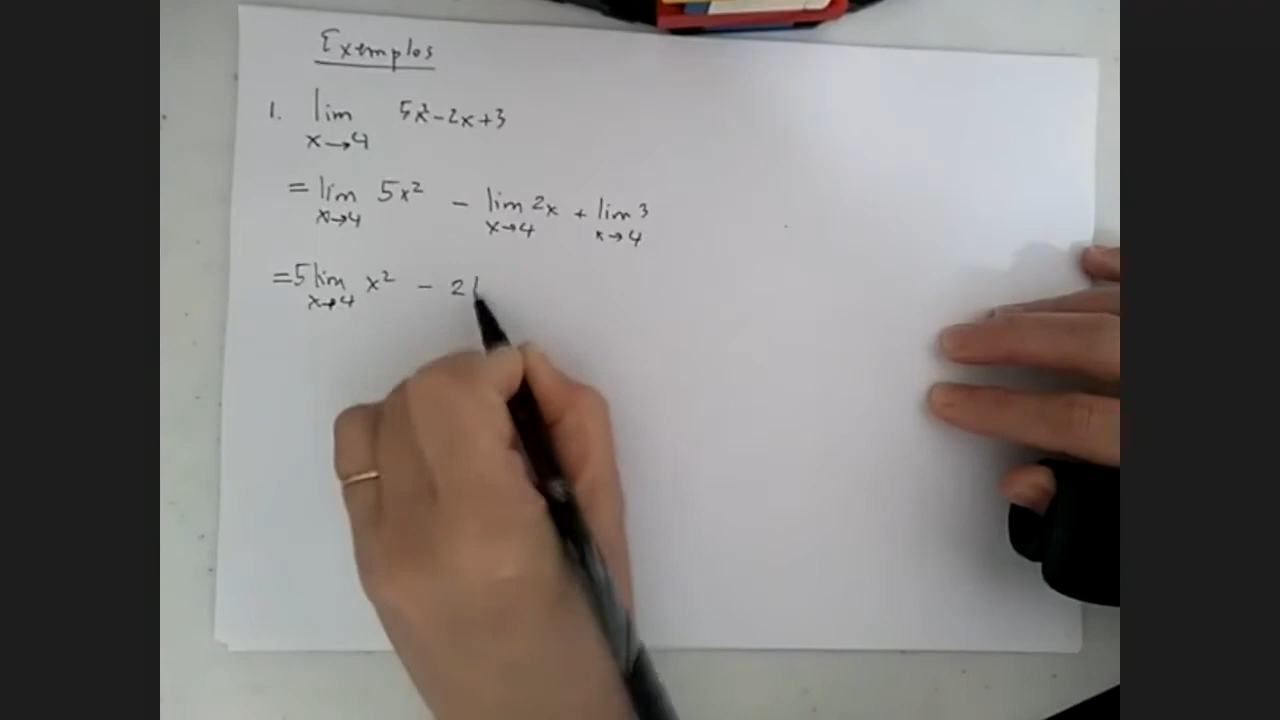 Exemplos
1. lim 5x²-2x+3
x→4
= lim 5x² - lim 2x + lim 3
x→4 x→4 x→4
=5 lim x² - 2l
x→4